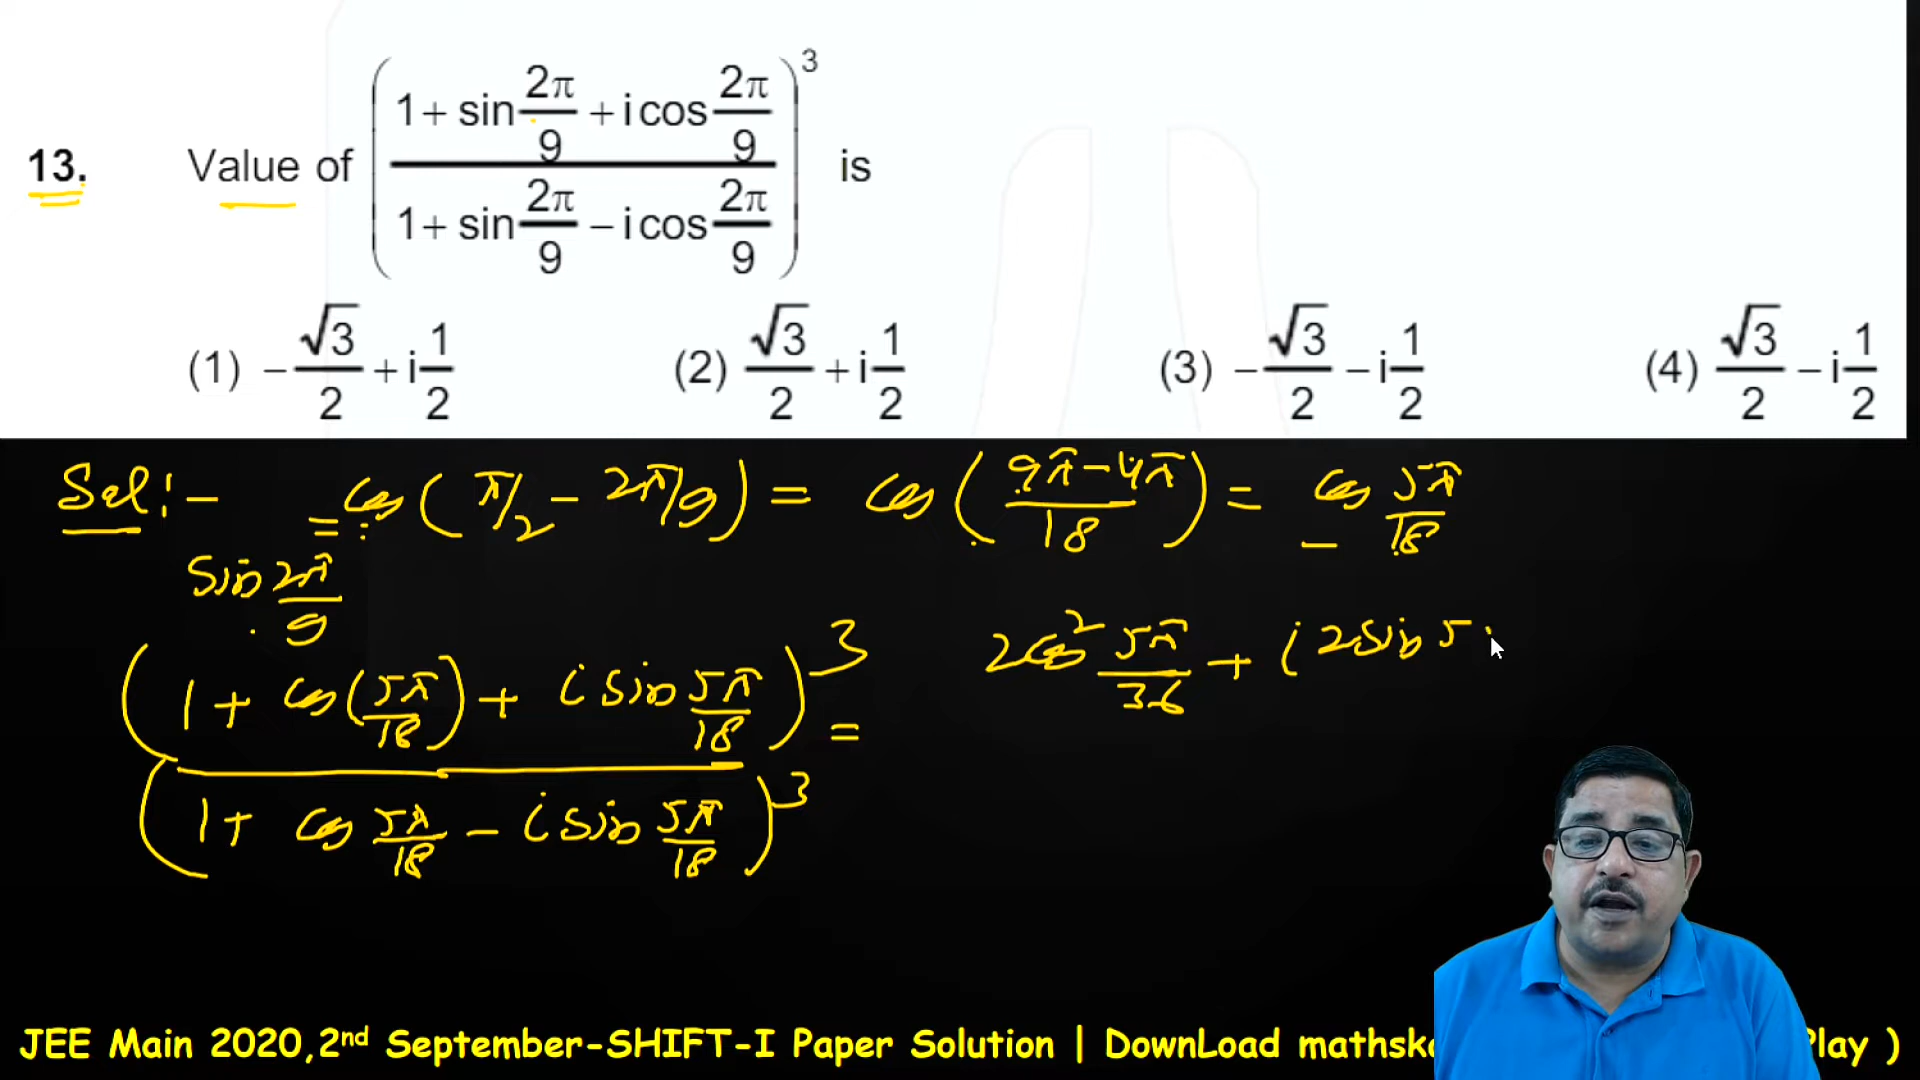 13. Value of ((1 + sin 2π/9 + i cos 2π/9) / (1 + sin 2π/9 − i cos 2π/9))³ is
(1) −√3/2 + i 1/2 (2) √3/2 + i 1/2 (3) −√3/2 − i 1/2 (4) √3/2 − i 1/2
Sol:− = cos(π/2 − 2π/9) = cos((9π−4π)/18) = cos 5π/18
sin 2π/9
(1 + cos(5π/18) + i sin 5π/18)³ / (1 + cos 5π/18 − i sin 5π/18)³ = 2cos² 5π/36 + i 2 sin 5
JEE Main 2020,2nd September-SHIFT-I Paper Solution | DownLoad mathska Play )